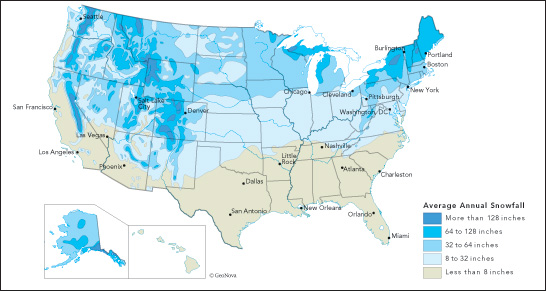 Seattle
Burlington
Portland
Boston
New York
Chicago
Cleveland
Pittsburgh
Washington, DC
San Francisco
Salt Lake
City
Denver
Las Vegas
Los Angeles
Phoenix
Nashville
Little
Rock
Atlanta
Charleston
Dallas
San Antonio
New Orleans
Orlando
Miami
© GeoNova
Average Annual Snowfall
More than 128 inches
64 to 128 inches
32 to 64 inches
8 to 32 inches
Less than 8 inches